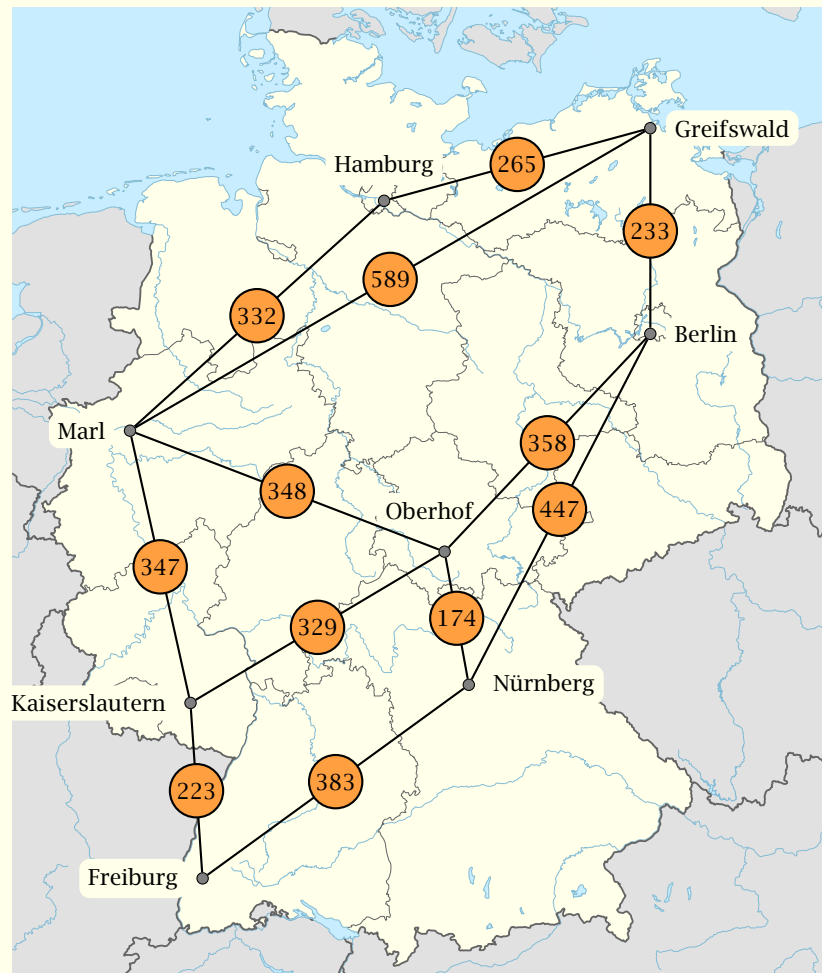 Greifswald
265
Hamburg
233
589
332
Berlin
Marl
358
348
447
Oberhof
347
174
329
Nürnberg
Kaiserslautern
383
223
Freiburg